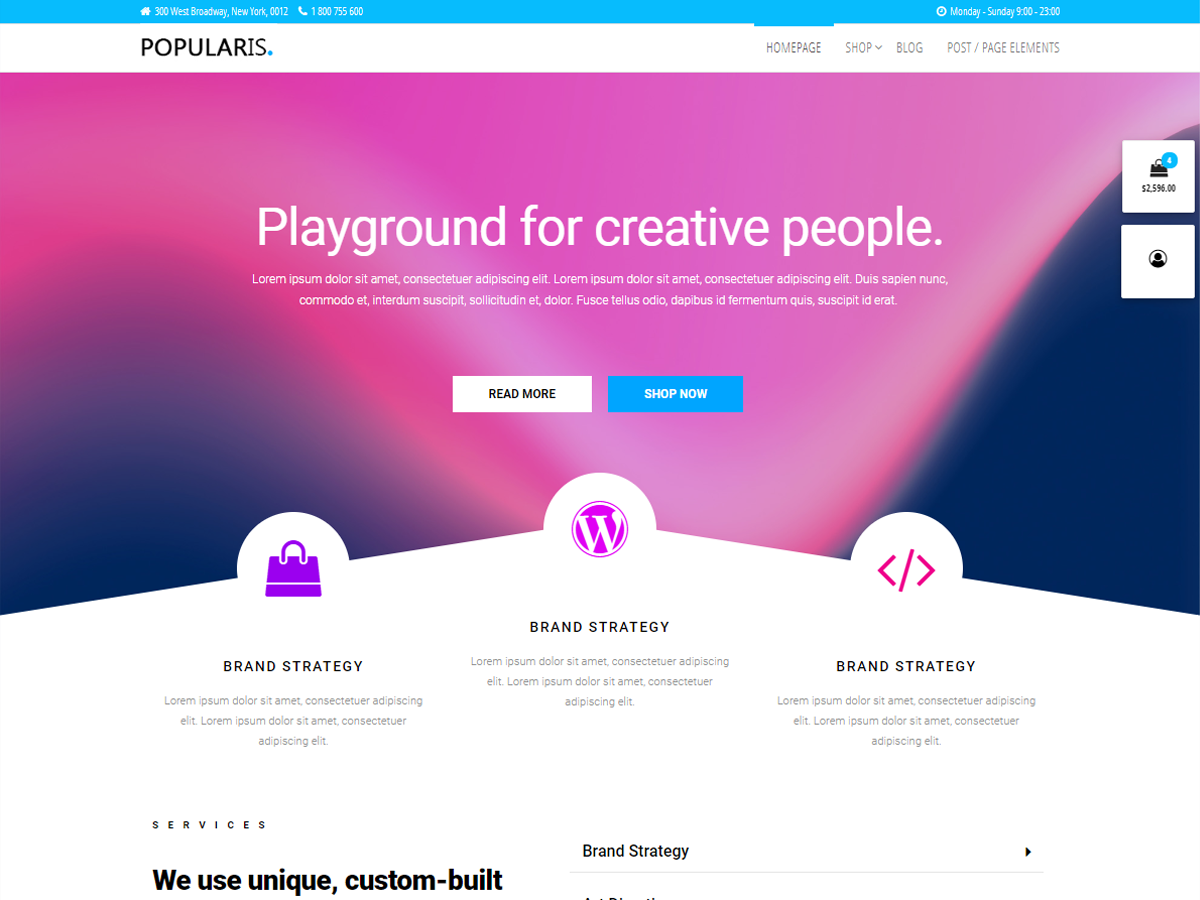 300 West Broadway, New York, 0012 1 800 755 600 Monday - Sunday 9:00 - 23:00
POPULARIS.
HOMEPAGE SHOP BLOG POST / PAGE ELEMENTS
4
$2,596.00
Playground for creative people.
Lorem ipsum dolor sit amet, consectetuer adipiscing elit. Lorem ipsum dolor sit amet, consectetuer adipiscing elit. Duis sapien nunc,
commodo et, interdum suscipit, sollicitudin et, dolor. Fusce tellus odio, dapibus id fermentum quis, suscipit id erat.
READ MORE SHOP NOW
BRAND STRATEGY
Lorem ipsum dolor sit amet, consectetuer adipiscing
elit. Lorem ipsum dolor sit amet, consectetuer
adipiscing elit.
BRAND STRATEGY
Lorem ipsum dolor sit amet, consectetuer adipiscing
elit. Lorem ipsum dolor sit amet, consectetuer
adipiscing elit.
BRAND STRATEGY
Lorem ipsum dolor sit amet, consectetuer adipiscing
elit. Lorem ipsum dolor sit amet, consectetuer
adipiscing elit.
SERVICES
We use unique, custom-built
Brand Strategy